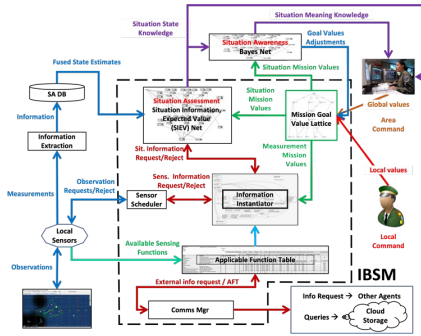 Situation State
Knowledge
Situation Meaning Knowledge
Situation Awareness
Bayes Net
Goal Values
Adjustments
Fused State Estimates
Situation Mission Values
SA DB
Situation Assessment
Situation Information
Expected Value
(SIEV) Net
Situation
Mission
Values
Mission Goal
Value Lattice
Global values
Area
Command
Information
Information
Extraction
Measurement
Mission
Values
Sit. Information
Request/Reject
Local values
Measurements
Observation
Requests/Reject
Sens. Information
Request/Reject
Sensor
Scheduler
Information
Instantiator
Local
Sensors
Local Command
Available Sensing
Functions
Applicable Function Table
Observations
IBSM
External info request / AFT
Comms Mgr
Info Request → Other Agents
Queries →
Cloud
Storage